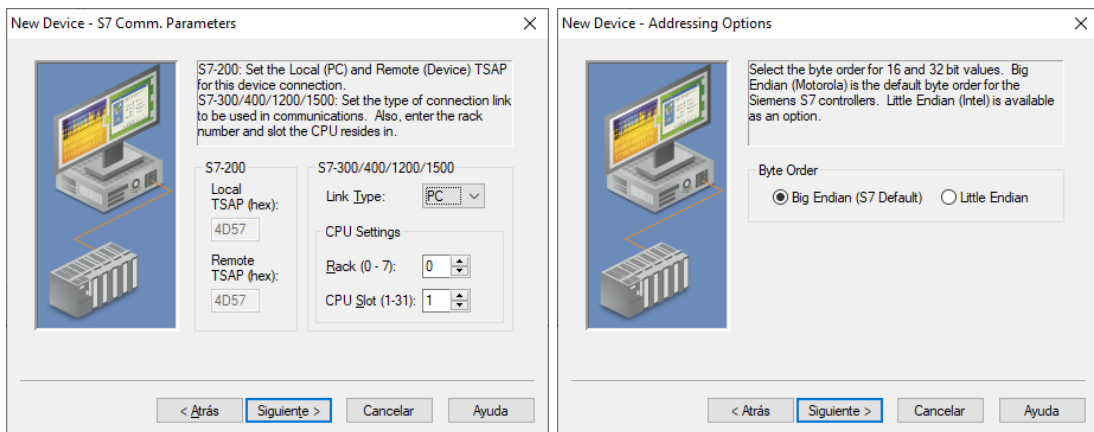 New Device - S7 Comm. Parameters
S7-200: Set the Local (PC) and Remote (Device) TSAP
for this device connection.
S7-300/400/1200/1500: Set the type of connection link
to be used in communications.  Also, enter the rack
number and slot the CPU resides in.
S7-200
Local
TSAP (hex):
4D57
Remote
TSAP (hex):
4D57
S7-300/400/1200/1500
Link Type:
PC
CPU Settings
Rack (0 - 7):
0
CPU Slot (1-31):
1
< Atrás
Siguiente >
Cancelar
Ayuda
New Device - Addressing Options
Select the byte order for 16 and 32 bit values.  Big
Endian (Motorola) is the default byte order for the
Siemens S7 controllers.  Little Endian (Intel) is available
as an option.
Byte Order
Big Endian (S7 Default)
Little Endian
< Atrás
Siguiente >
Cancelar
Ayuda